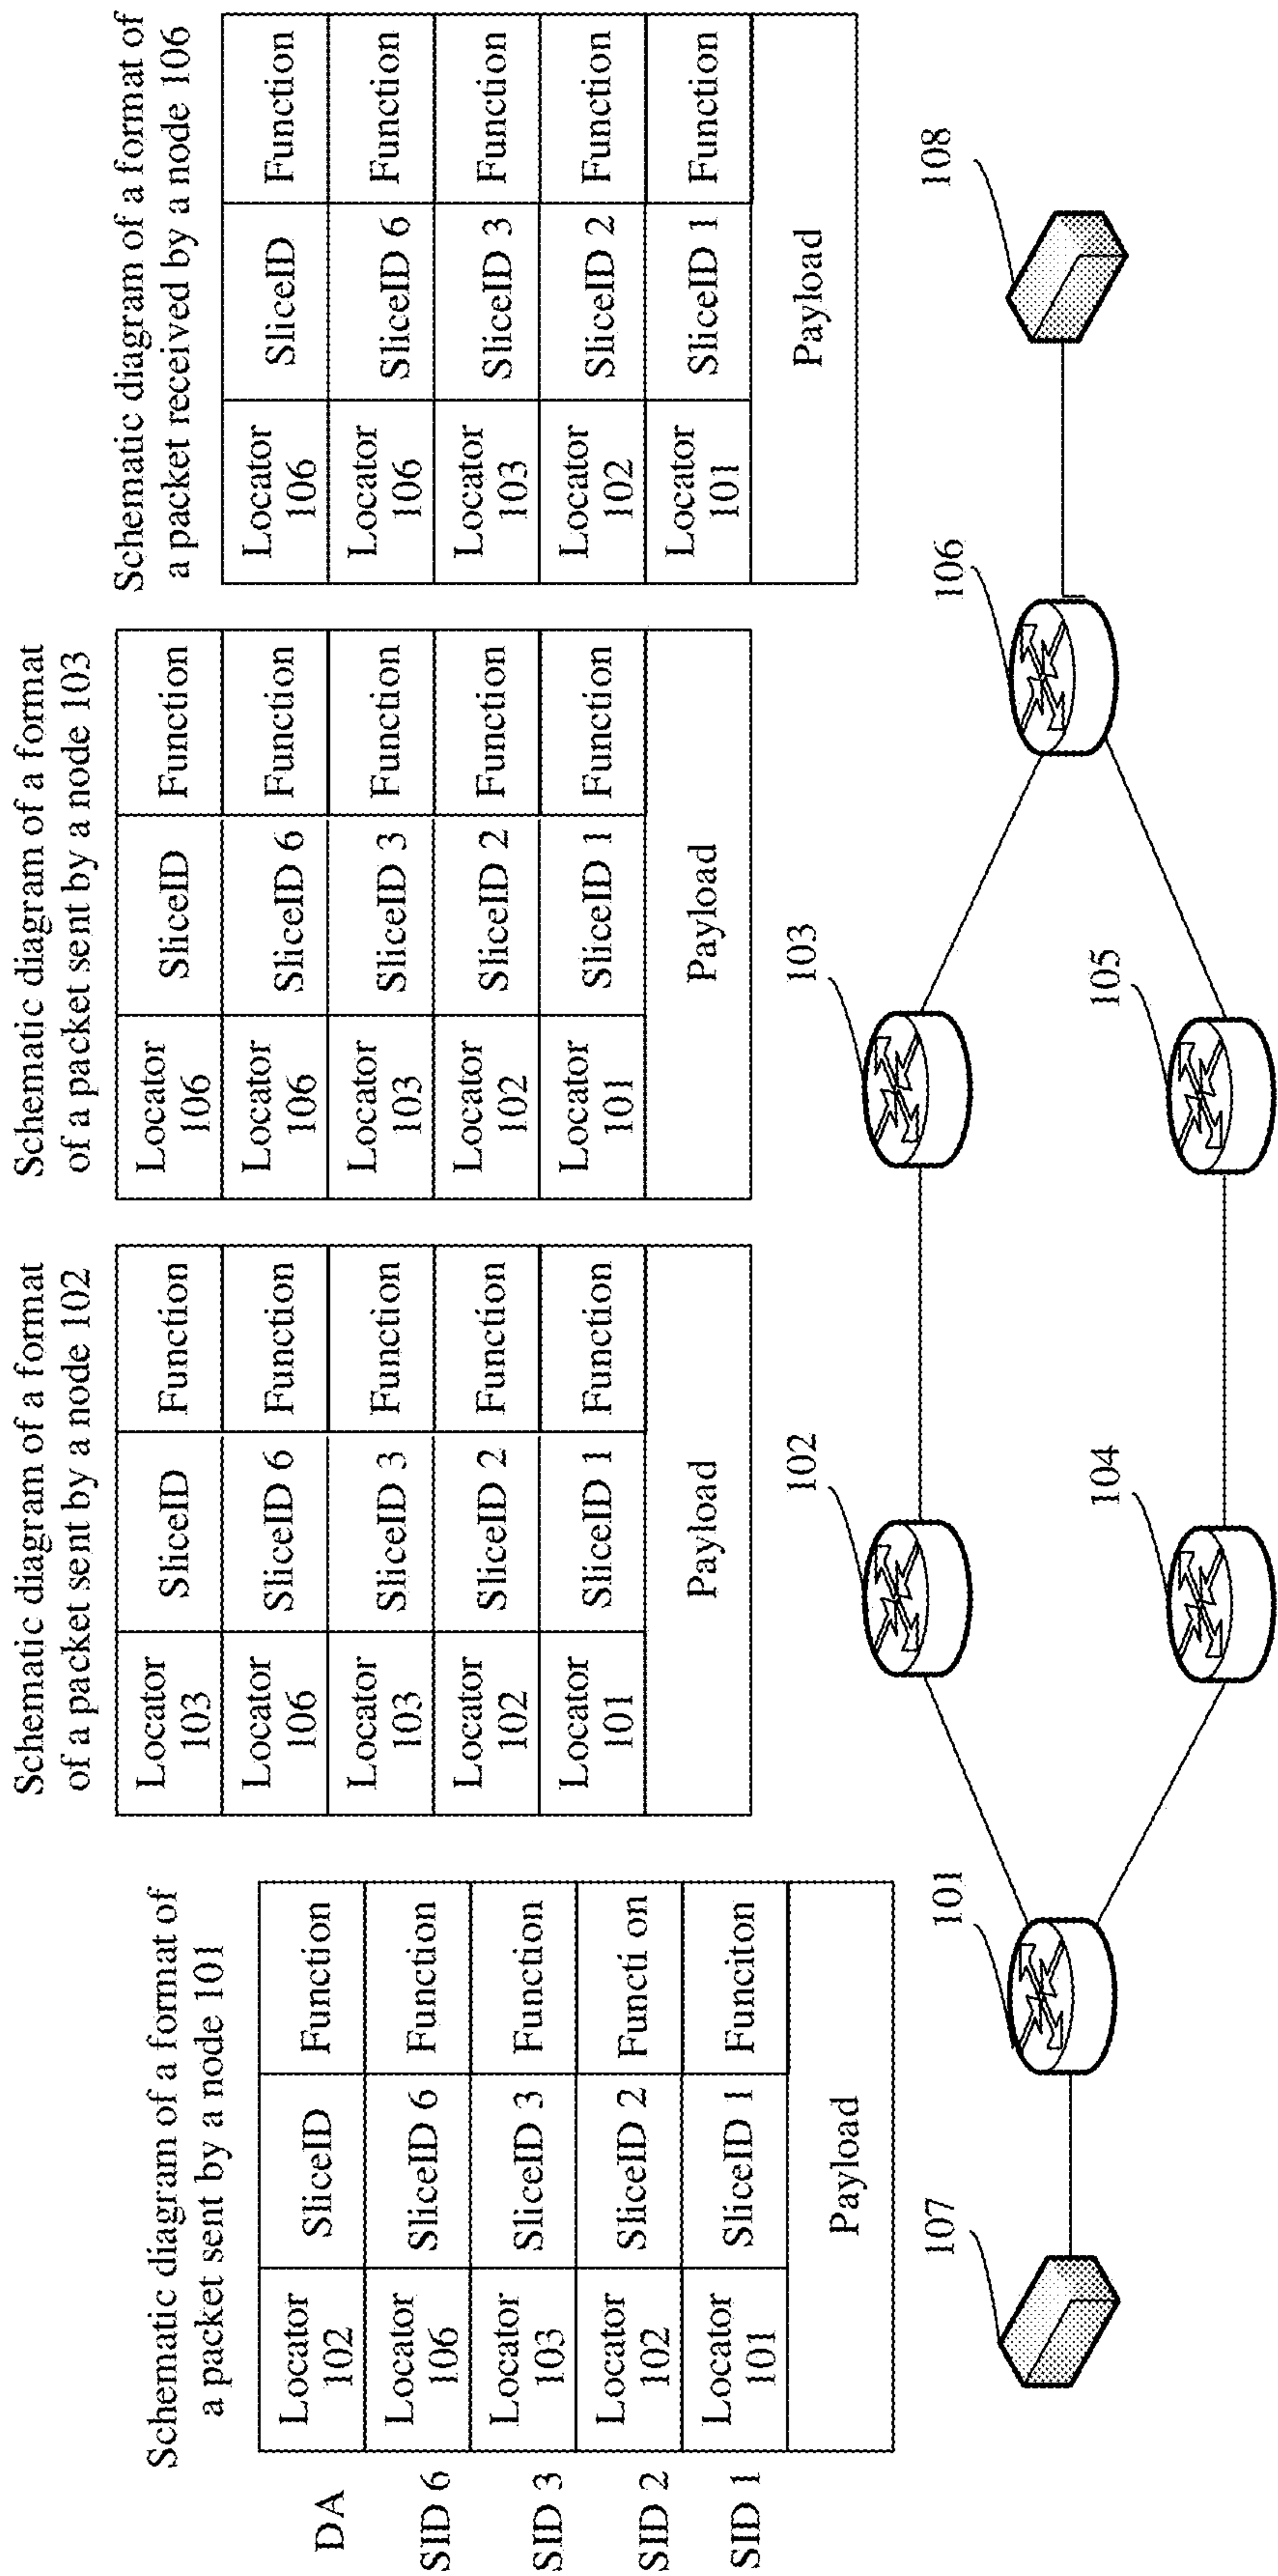 Schematic diagram of a format of
a packet sent by a node 101
DA
Locator
102
SliceID
Function
SID 6
Locator
106
SliceID 6
Function
SID 3
Locator
103
SliceID 3
Function
SID 2
Locator
102
SliceID 2
Functi on
SID 1
Locator
101
SliceID 1
Funciton
Payload
Schematic diagram of a format
of a packet sent by a node 102
Locator
103
SliceID
Function
Locator
106
SliceID 6
Function
Locator
103
SliceID 3
Function
Locator
102
SliceID 2
Function
Locator
101
SliceID 1
Function
Payload
Schematic diagram of a format
of a packet sent by a node 103
Locator
106
SliceID
Function
Locator
106
SliceID 6
Function
Locator
103
SliceID 3
Function
Locator
102
SliceID 2
Function
Locator
101
SliceID 1
Function
Payload
Schematic diagram of a format of
a packet received by a node 106
Locator
106
SliceID
Function
Locator
106
SliceID 6
Function
Locator
103
SliceID 3
Function
Locator
102
SliceID 2
Function
Locator
101
SliceID 1
Function
Payload
107
101
102
103
104
105
106
108